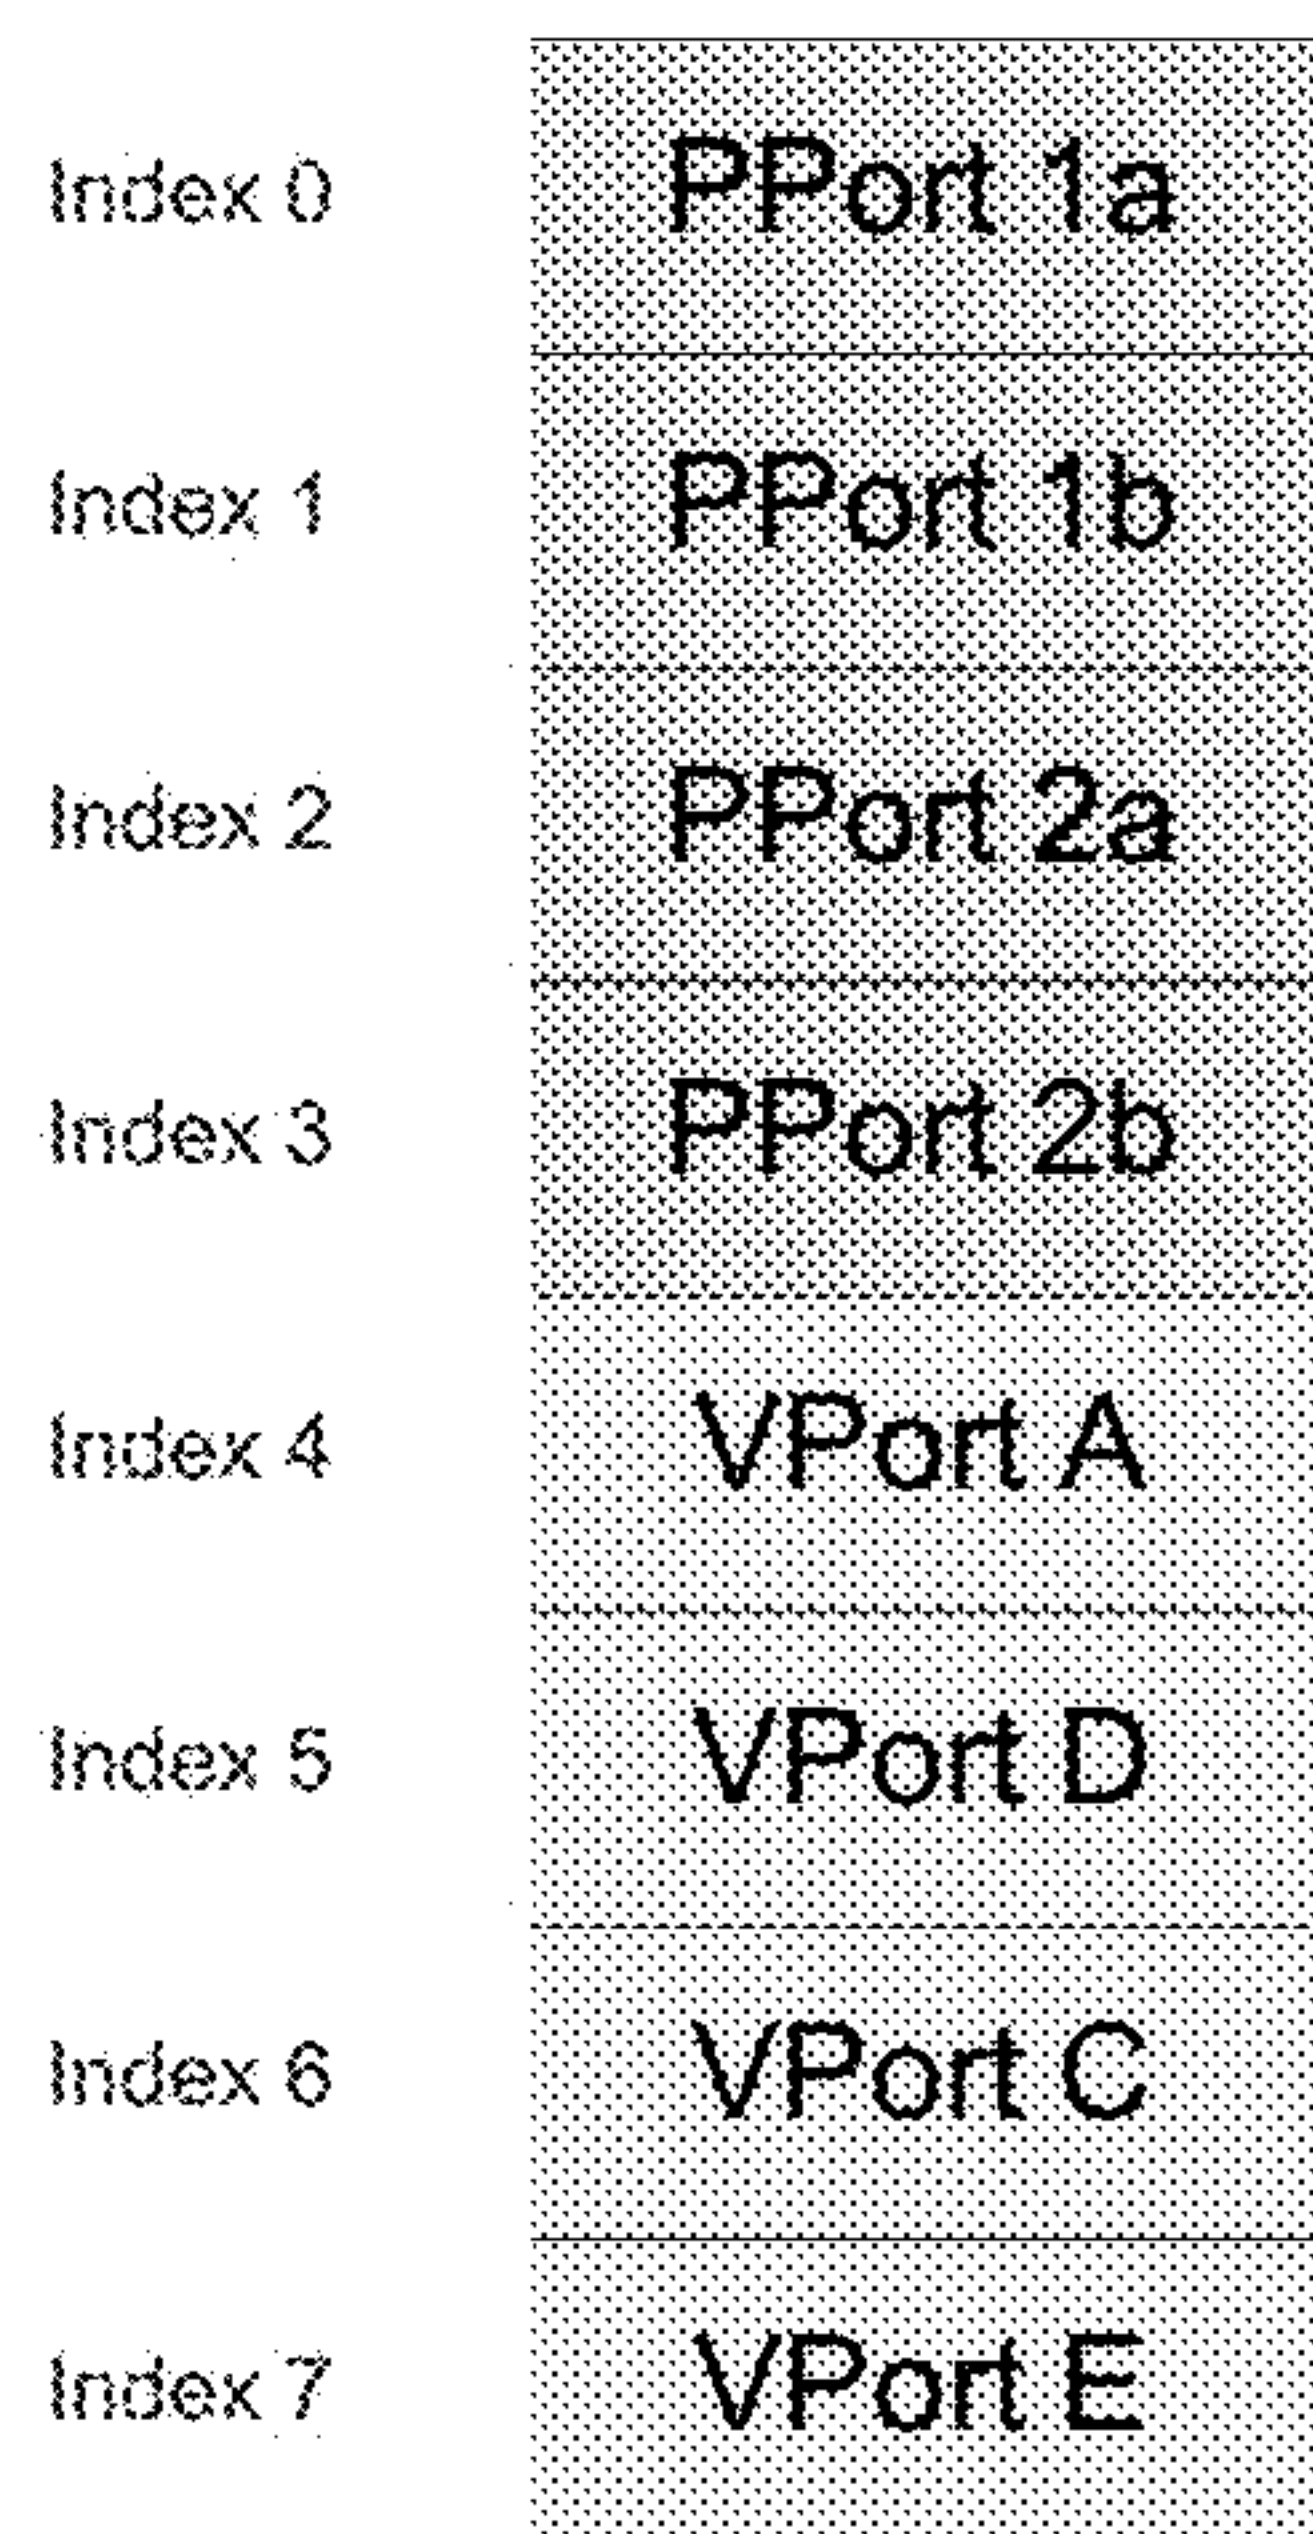 Index 0 PPort 1a
Index 1 PPort 1b
Index 2 PPort 2a
Index 3 PPort 2b
Index 4 VPort A
Index 5 VPort D
Index 6 VPort C
Index 7 VPort E